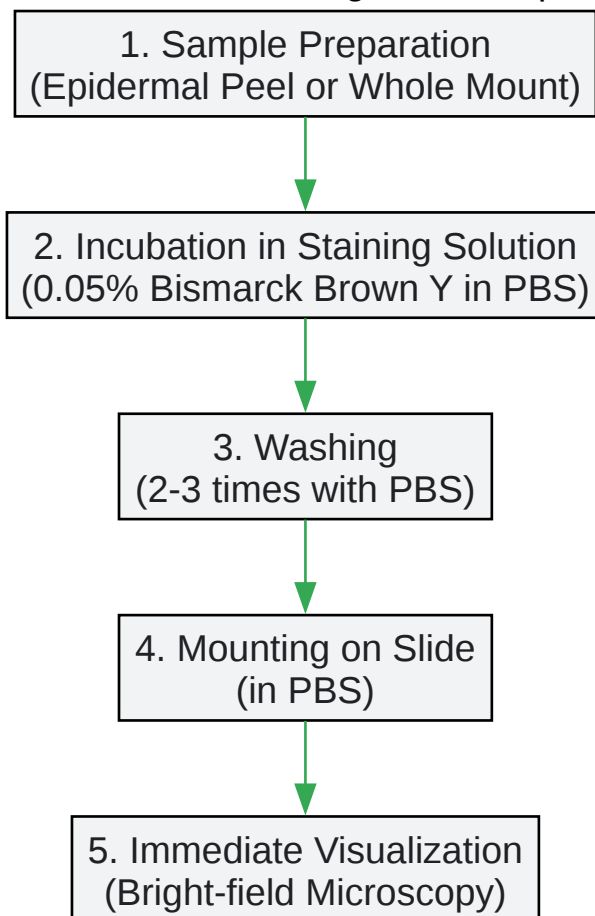 1. Sample Preparation
(Epidermal Peel or Whole Mount)
2. Incubation in Staining Solution
(0.05% Bismarck Brown Y in PBS)
3. Washing
(2-3 times with PBS)
4. Mounting on Slide
(in PBS)
5. Immediate Visualization
(Bright-field Microscopy)